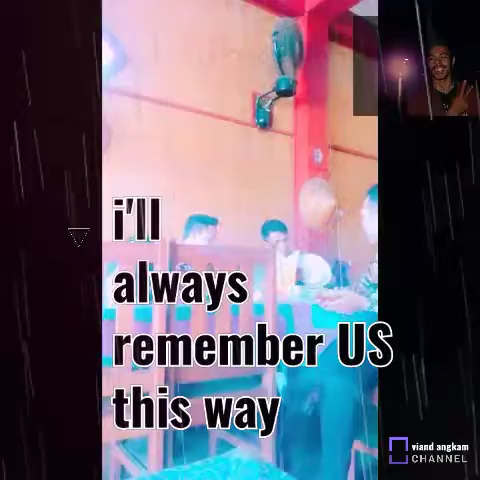 i'll
always
remember US
this way
viand angkam
CHANNEL